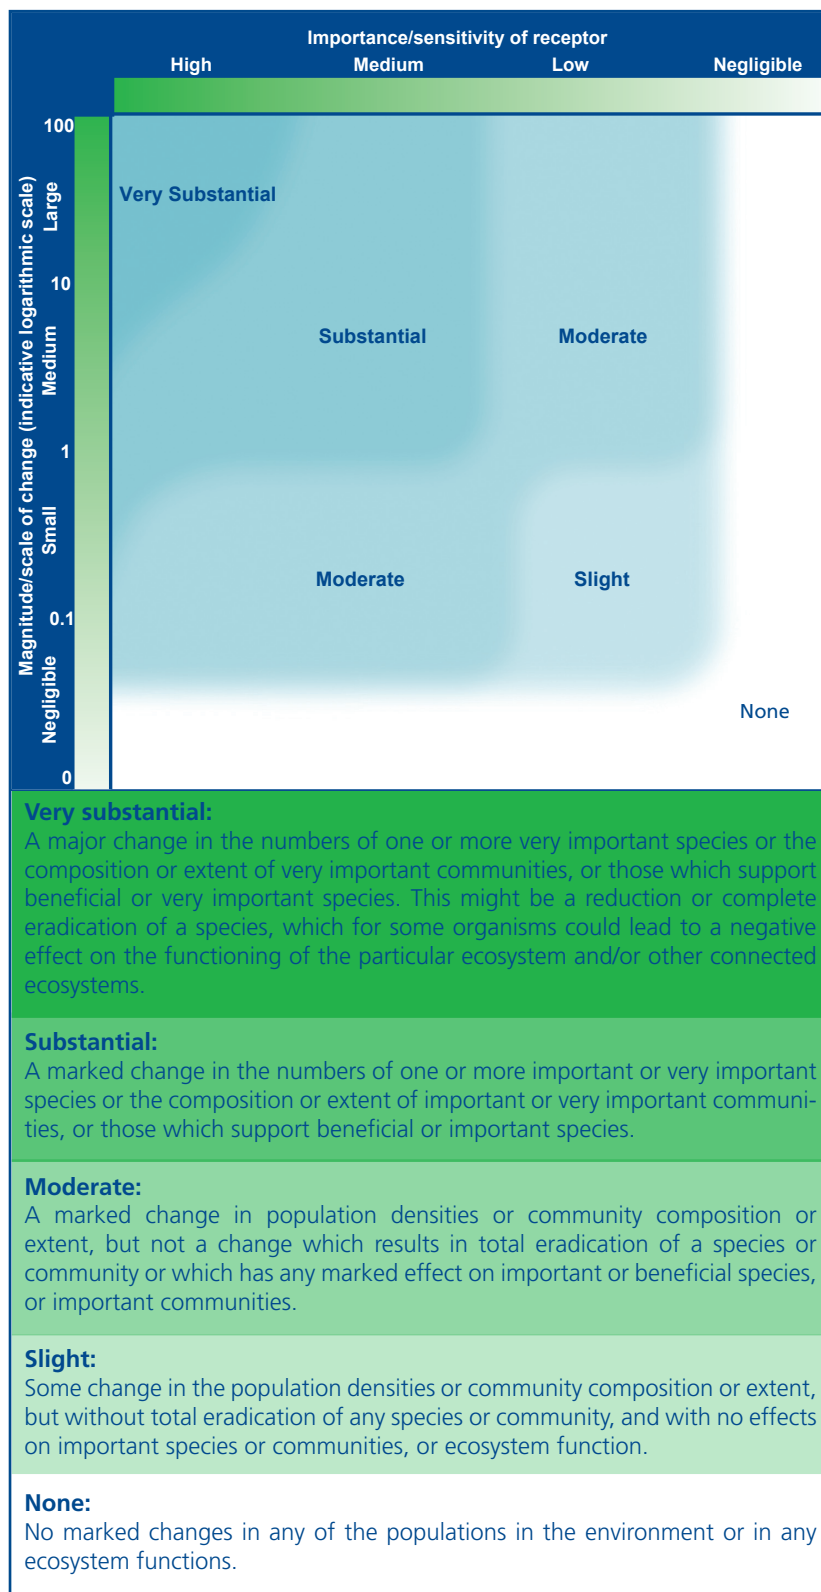 Importance/sensitivity of receptor
High Medium Low Negligible
Magnitude/scale of change (indicative logarithmic scale)
100
Large
10
Medium
1
Small
0.1
Negligible
0
Very Substantial
Substantial
Moderate
Moderate
Slight
None
Very substantial:
A major change in the numbers of one or more very important species or the
composition or extent of very important communities, or those which support
beneficial or very important species. This might be a reduction or complete
eradication of a species, which for some organisms could lead to a negative
effect on the functioning of the particular ecosystem and/or other connected
ecosystems.
Substantial:
A marked change in the numbers of one or more important or very important
species or the composition or extent of important or very important communi-
ties, or those which support beneficial or important species.
Moderate:
A marked change in population densities or community composition or
extent, but not a change which results in total eradication of a species or
community or which has any marked effect on important or beneficial species,
or important communities.
Slight:
Some change in the population densities or community composition or extent,
but without total eradication of any species or community, and with no effects
on important species or communities, or ecosystem function.
None:
No marked changes in any of the populations in the environment or in any
ecosystem functions.